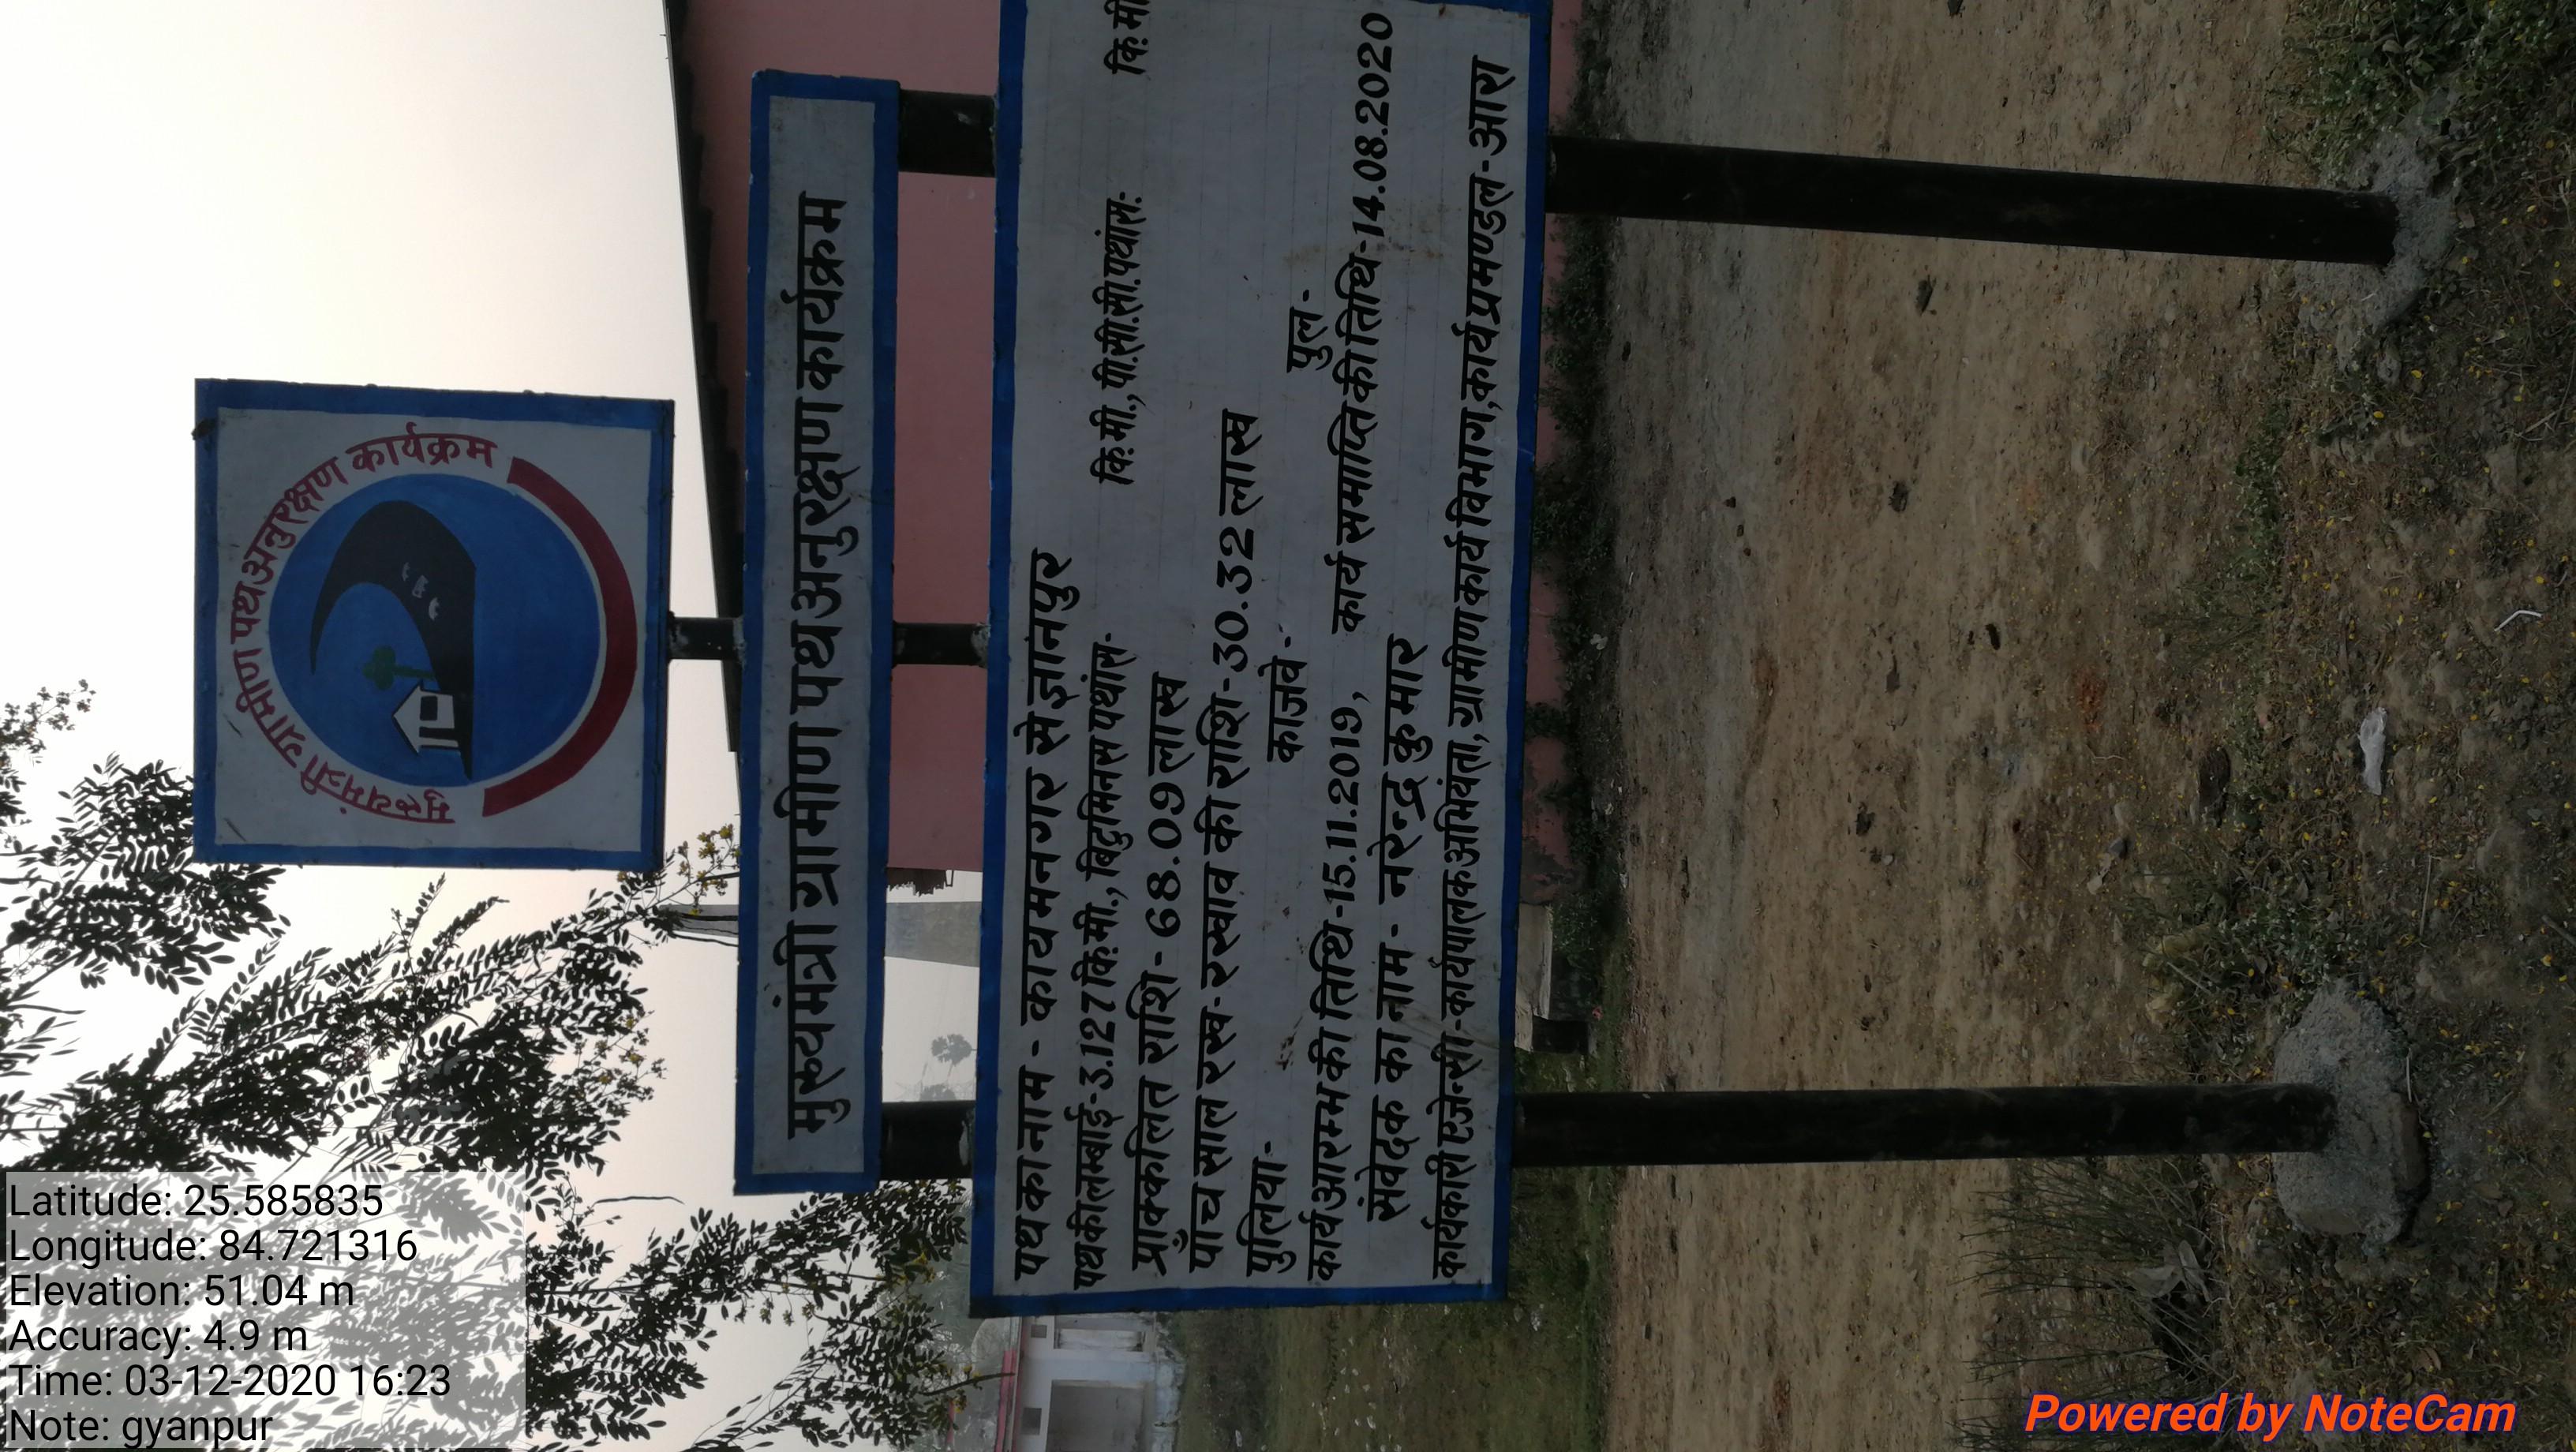 मुख्यमंत्री ग्रामीण पथ अनुरक्षण कार्यक्रम
मुख्यमंत्री ग्रामीण पथ अनुरक्षण कार्यक्रम
पथ का नाम - कायमनगर से ज्ञानपुर
पथ की लम्बाई-3.127 कि.मी., बिटुमिनस पथांस- कि.मी., पी.सी.सी. पथांस: कि.मी
प्राक्कलित राशि - 68.09 लाख
पाँच साल रख-रखाव की राशि-30.32 लाख
पुलिया- काजवे- पुल-
कार्य आरम्भ की तिथि-15.11.2019, कार्य समाप्ति की तिथि-14.08.2020
संवेदक का नाम - नरेन्द्र कुमार
कार्यकारी एजेन्सी-कार्यपालक अभियंता, ग्रामीण कार्य विभाग, कार्य प्रमण्डल-आरा
Latitude: 25.585835
Longitude: 84.721316
Elevation: 51.04 m
Accuracy: 4.9 m
Time: 03-12-2020 16:23
Note: gyanpur
Powered by NoteCam